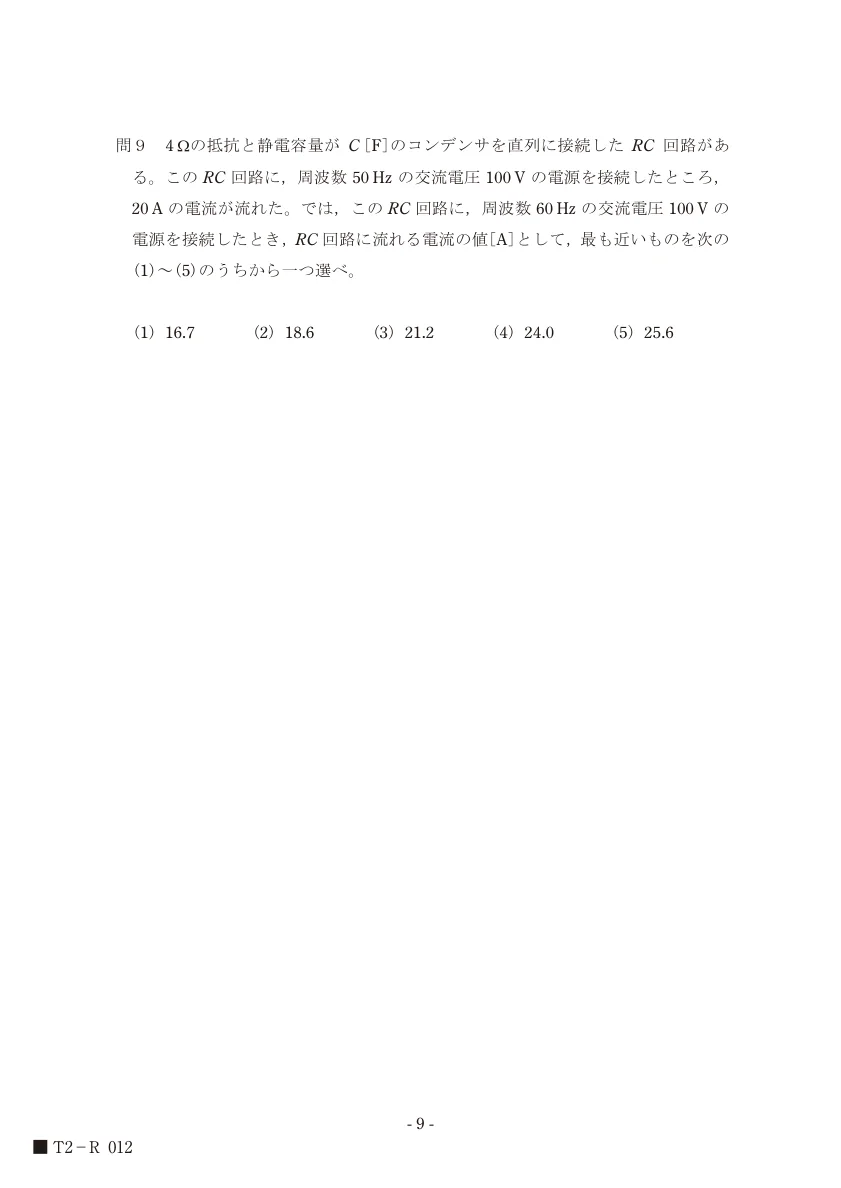 問９　4 Ωの抵抗と静電容量が C [F]のコンデンサを直列に接続した RC 回路があ
る。この RC 回路に，周波数 50 Hz の交流電圧 100 V の電源を接続したところ，
20 A の電流が流れた。では，この RC 回路に，周波数 60 Hz の交流電圧 100 V の
電源を接続したとき，RC 回路に流れる電流の値[A]として，最も近いものを次の
(1)～(5)のうちから一つ選べ。
(1) 16.7　(2) 18.6　(3) 21.2　(4) 24.0　(5) 25.6
- 9 -
■ T2－R 012